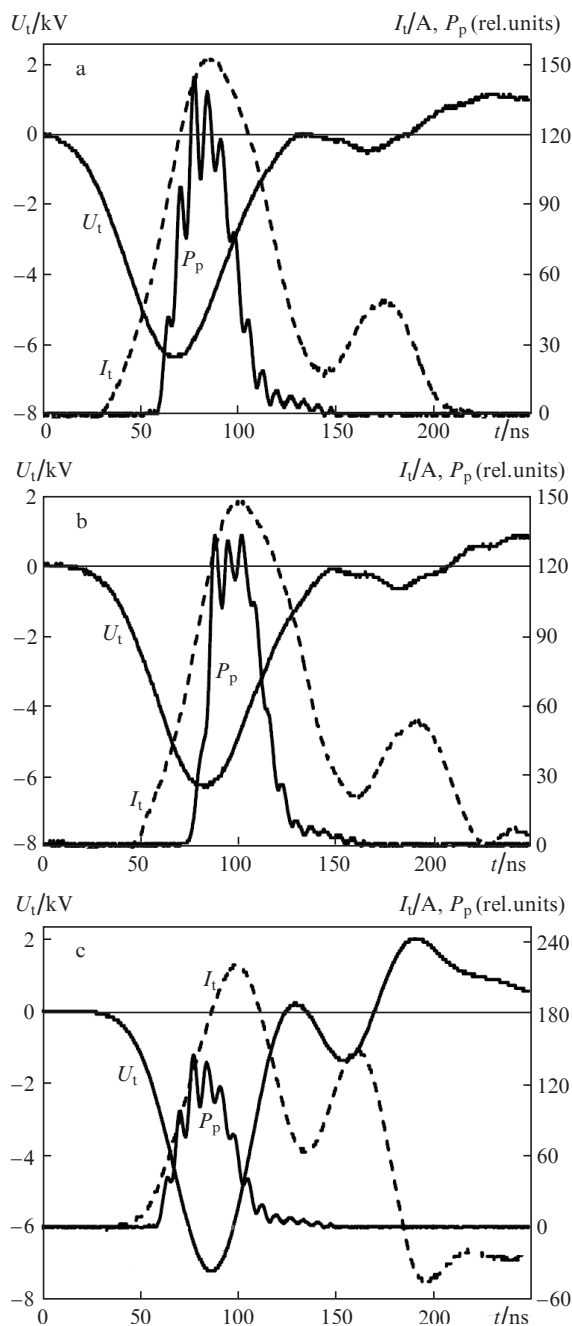 U_t/kV I_t/A, P_p (rel.units)
2 a 150
0 120
−2 U_t 90
P_p
−4 60
−6 I_t 30
−8 0
0 50 100 150 200 t/ns
U_t/kV I_t/A, P_p (rel.units)
2 b 150
0 120
−2 U_t 90
P_p
−4 60
−6 I_t 30
−8 0
0 50 100 150 200 t/ns
U_t/kV I_t/A, P_p (rel.units)
2 c I_t 240
0 180
−2 U_t 120
P_p
−4 60
−6 0
−8 −60
0 50 100 150 200 t/ns